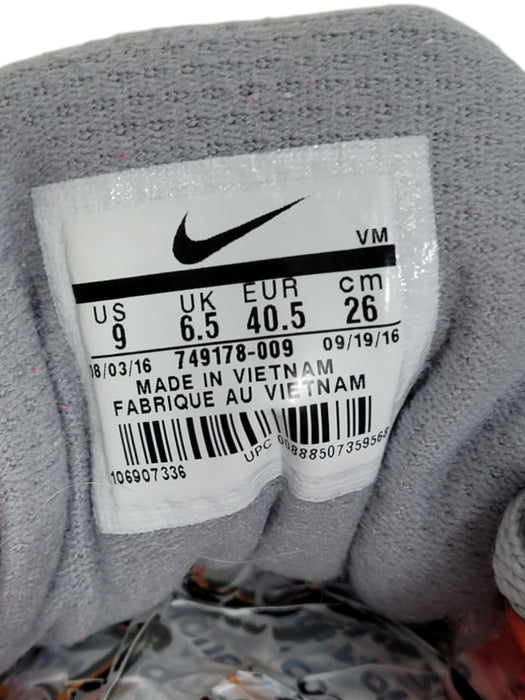 VM
US UK EUR cm
9 6.5 40.5 26
08/03/16 749178-009 09/19/16
MADE IN VIETNAM
FABRIQUE AU VIETNAM
UPC 00888507359568
106907336